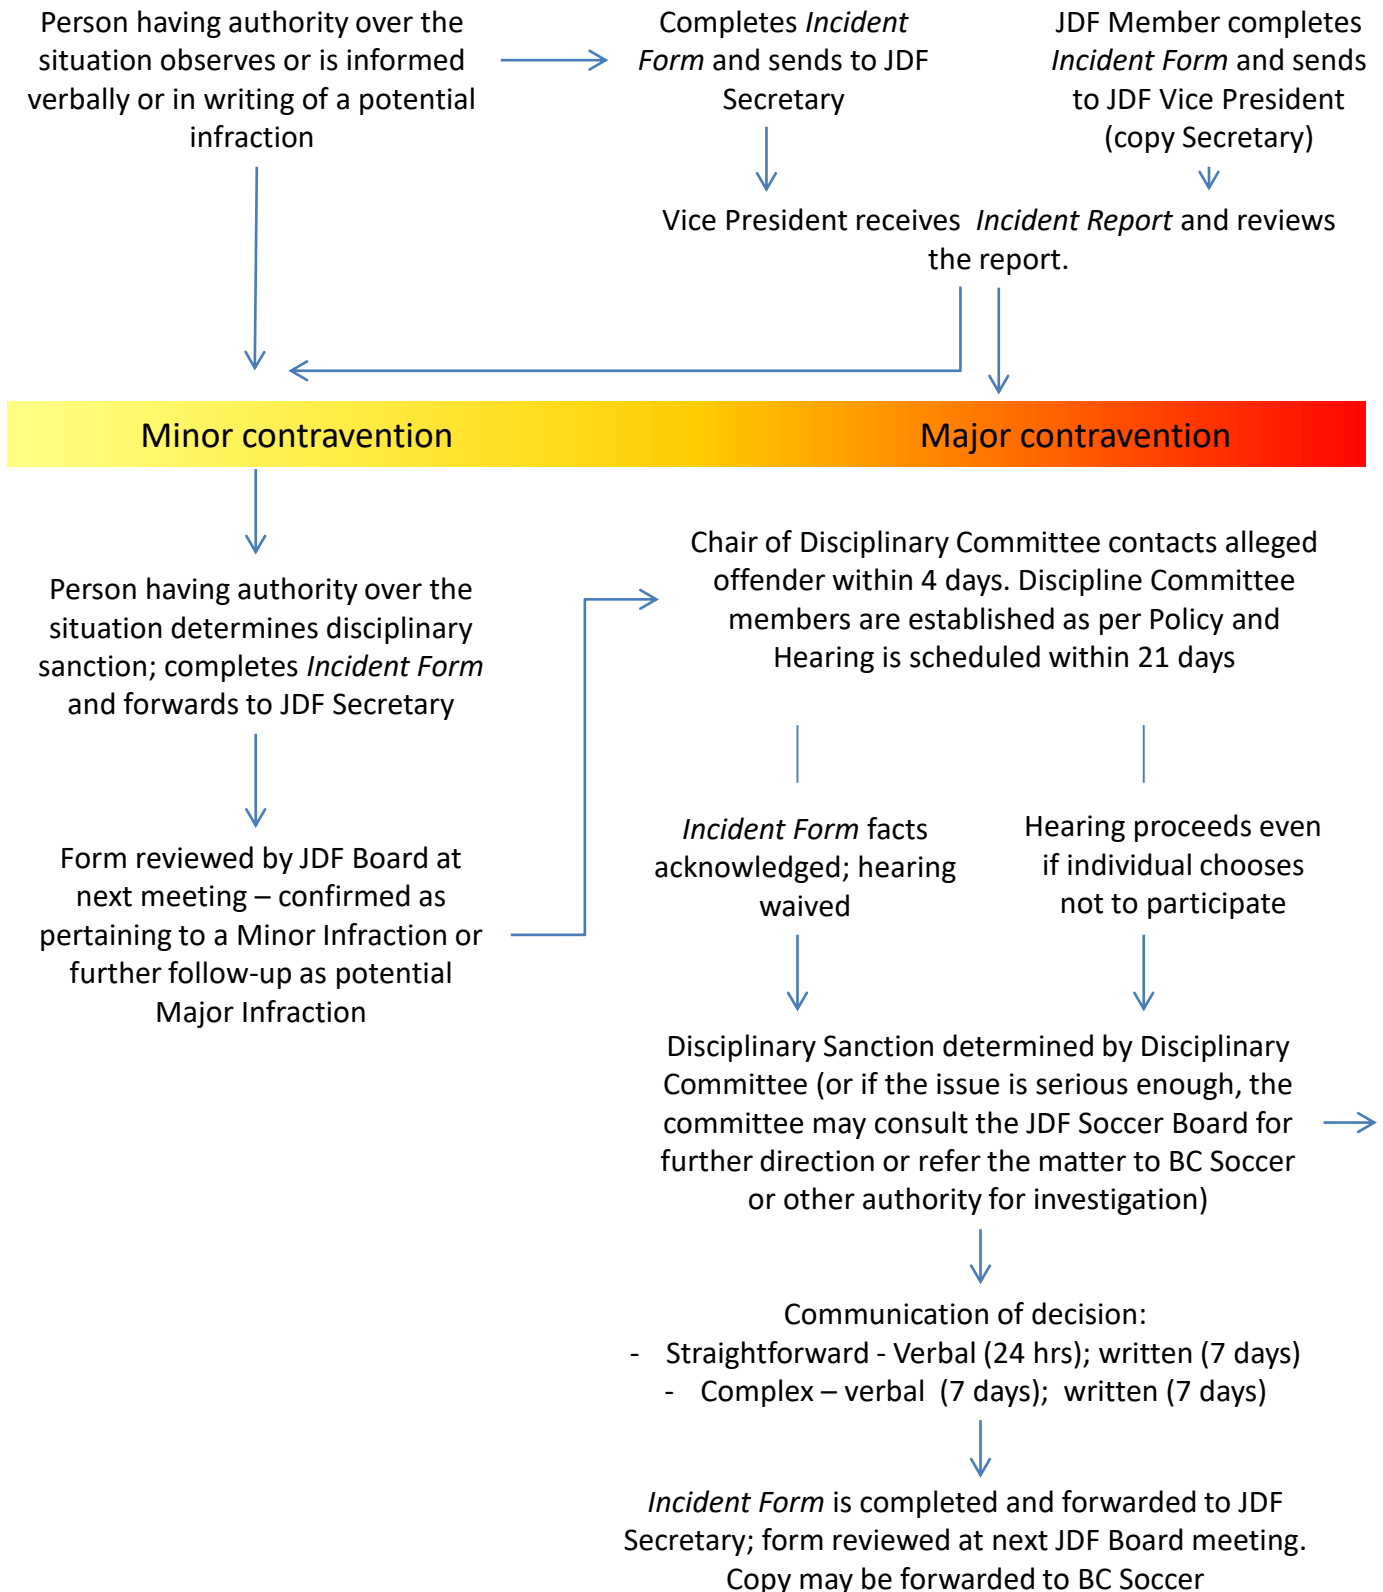 Person having authority over the
situation observes or is informed
verbally or in writing of a potential
infraction
Completes Incident
Form and sends to JDF
Secretary
JDF Member completes
Incident Form and sends
to JDF Vice President
(copy Secretary)
Vice President receives Incident Report and reviews
the report.
Minor contravention
Major contravention
Person having authority over the
situation determines disciplinary
sanction; completes Incident Form
and forwards to JDF Secretary
Form reviewed by JDF Board at
next meeting – confirmed as
pertaining to a Minor Infraction or
further follow-up as potential
Major Infraction
Chair of Disciplinary Committee contacts alleged
offender within 4 days. Discipline Committee
members are established as per Policy and
Hearing is scheduled within 21 days
Incident Form facts
acknowledged; hearing
waived
Hearing proceeds even
if individual chooses
not to participate
Disciplinary Sanction determined by Disciplinary
Committee (or if the issue is serious enough, the
committee may consult the JDF Soccer Board for
further direction or refer the matter to BC Soccer
or other authority for investigation)
Communication of decision:
- Straightforward - Verbal (24 hrs); written (7 days)
- Complex – verbal (7 days); written (7 days)
Incident Form is completed and forwarded to JDF
Secretary; form reviewed at next JDF Board meeting.
Copy may be forwarded to BC Soccer